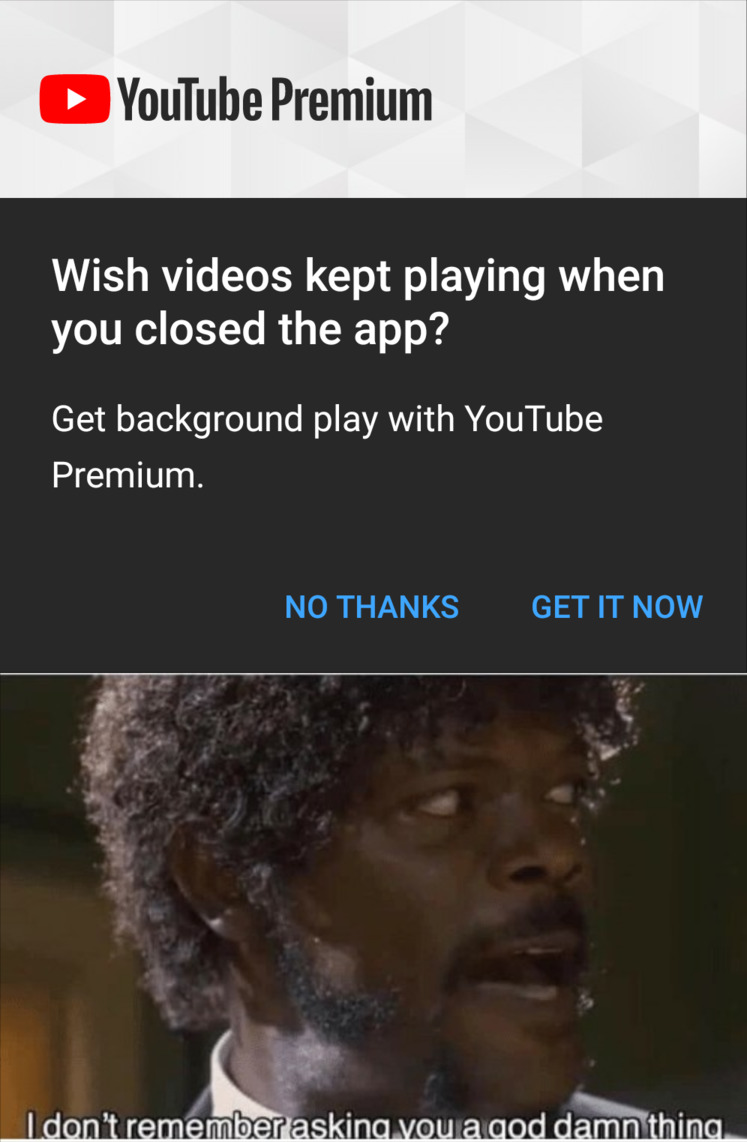 YouTube Premium
Wish videos kept playing when
you closed the app?
Get background play with YouTube
Premium.
NO THANKS GET IT NOW
I don't remember asking you a god damn thing